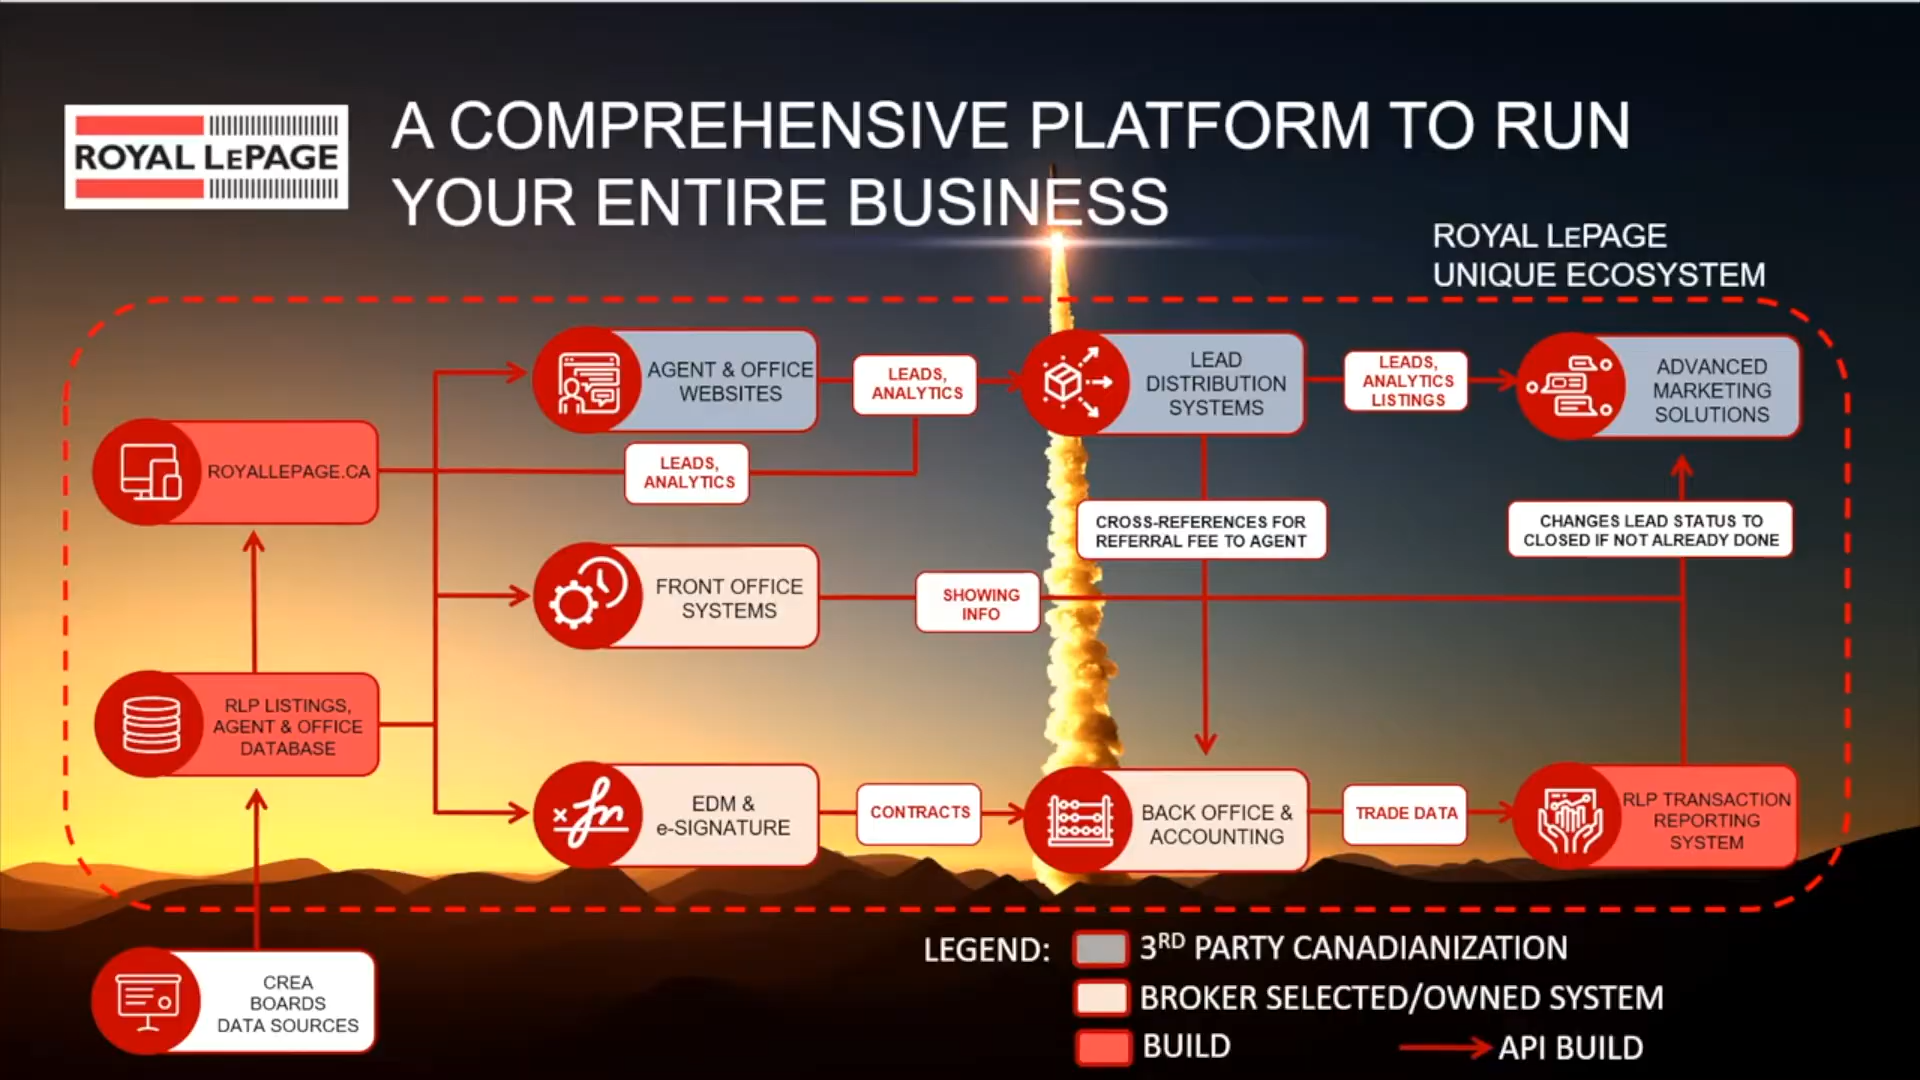 ROYAL LEPAGE
A COMPREHENSIVE PLATFORM TO RUN
YOUR ENTIRE BUSINESS
ROYAL LEPAGE
UNIQUE ECOSYSTEM
AGENT & OFFICE
WEBSITES
LEADS,
ANALYTICS
LEAD
DISTRIBUTION
SYSTEMS
LEADS,
ANALYTICS
LISTINGS
ADVANCED
MARKETING
SOLUTIONS
ROYALLEPAGE.CA
LEADS,
ANALYTICS
CROSS-REFERENCES FOR
REFERRAL FEE TO AGENT
CHANGES LEAD STATUS TO
CLOSED IF NOT ALREADY DONE
FRONT OFFICE
SYSTEMS
SHOWING
INFO
RLP LISTINGS,
AGENT & OFFICE
DATABASE
EDM &
e-SIGNATURE
CONTRACTS
BACK OFFICE &
ACCOUNTING
TRADE DATA
RLP TRANSACTION
REPORTING
SYSTEM
CREA
BOARDS
DATA SOURCES
LEGEND:
3RD PARTY CANADIANIZATION
BROKER SELECTED/OWNED SYSTEM
BUILD
API BUILD